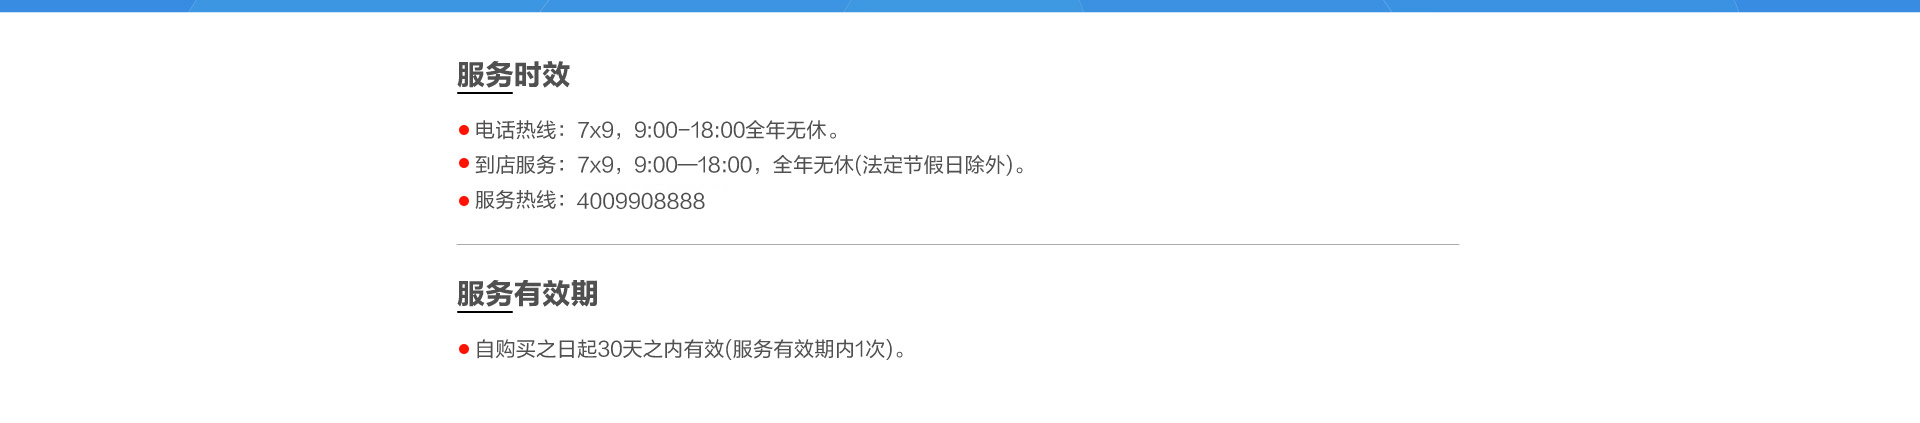 服务时效
电话热线：7x9，9:00-18:00全年无休。
到店服务：7x9，9:00—18:00，全年无休(法定节假日除外)。
服务热线：4009908888
服务有效期
自购买之日起30天之内有效(服务有效期内1次)。